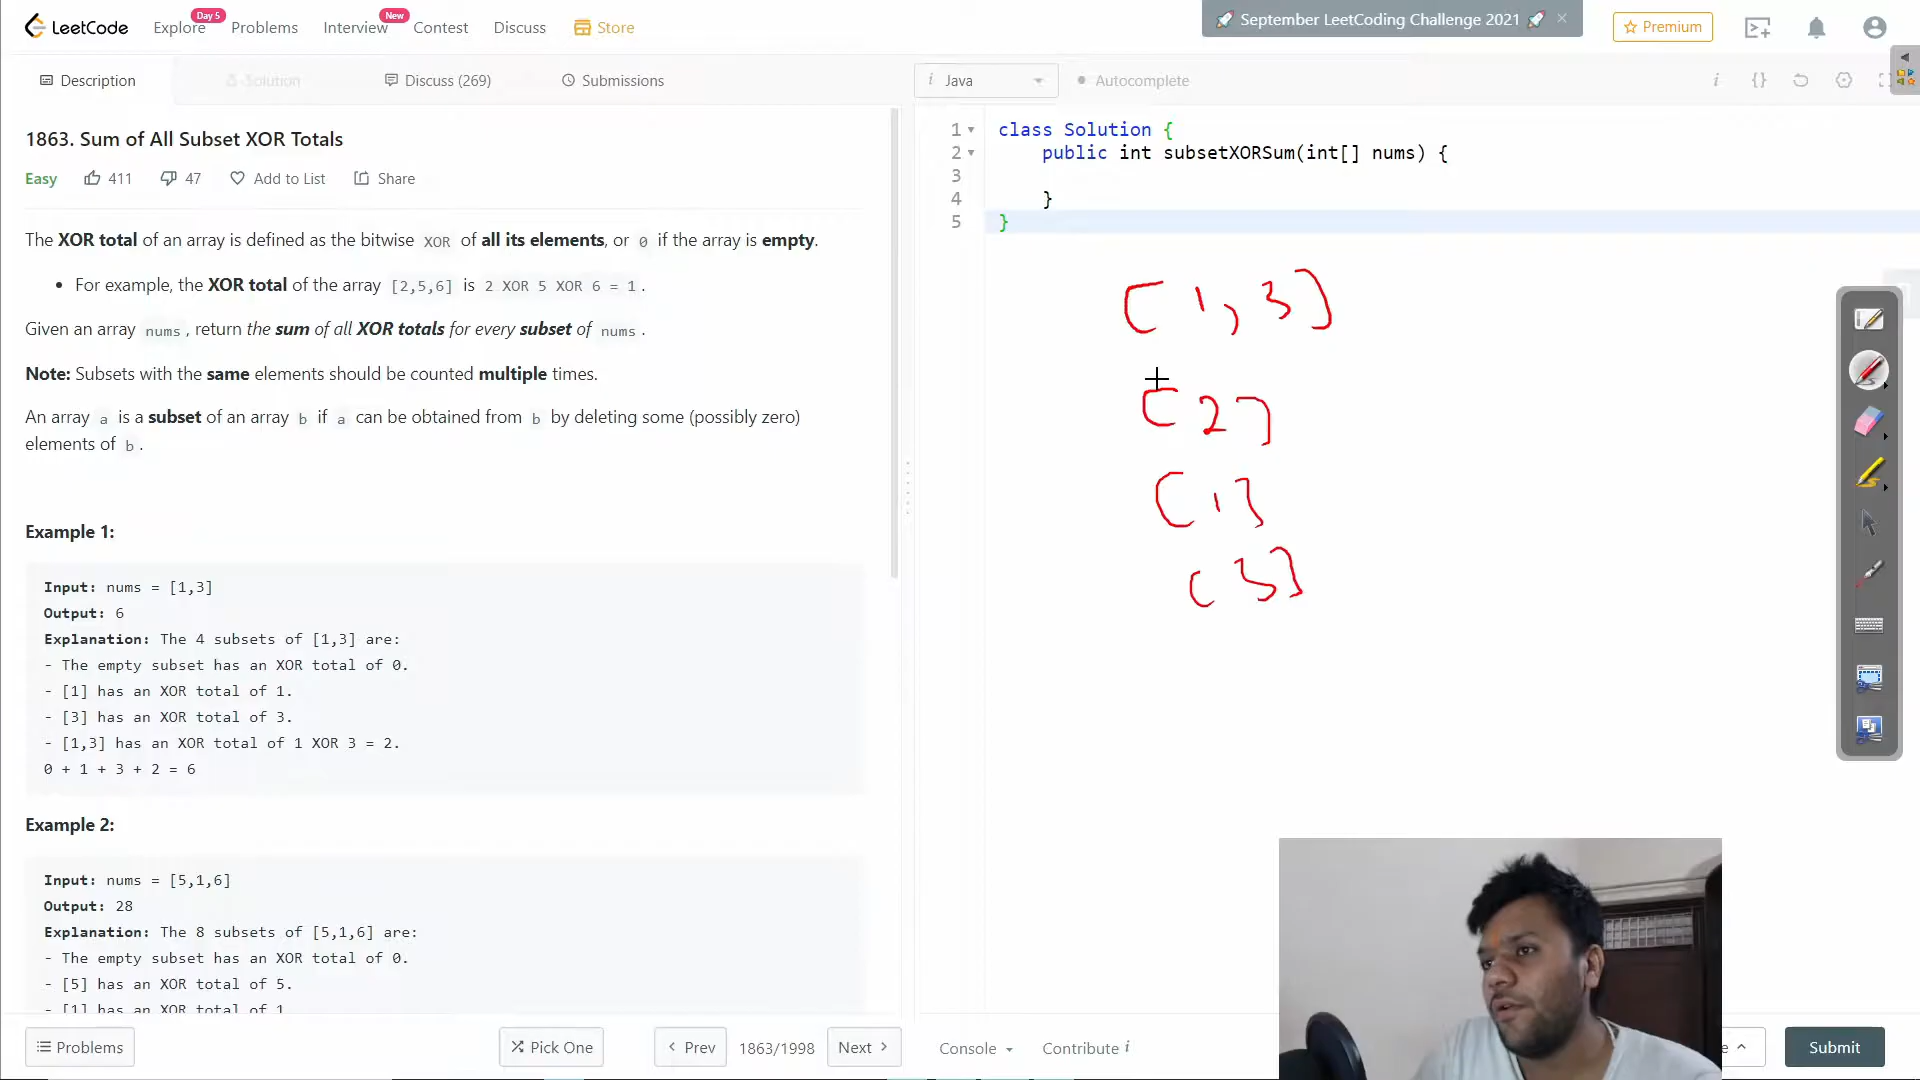 LeetCode Explore Day 5 Problems Interview New Contest Discuss Store 🚀 September LeetCoding Challenge 2021 🚀 × Premium
Description Solution Discuss (269) Submissions i Java Autocomplete i {}
1863. Sum of All Subset XOR Totals
Easy 411 47 Add to List Share
The XOR total of an array is defined as the bitwise XOR of all its elements, or 0 if the array is empty.
• For example, the XOR total of the array [2,5,6] is 2 XOR 5 XOR 6 = 1.
Given an array nums, return the sum of all XOR totals for every subset of nums.
Note: Subsets with the same elements should be counted multiple times.
An array a is a subset of an array b if a can be obtained from b by deleting some (possibly zero)
elements of b.
Example 1:
Input: nums = [1,3]
Output: 6
Explanation: The 4 subsets of [1,3] are:
- The empty subset has an XOR total of 0.
- [1] has an XOR total of 1.
- [3] has an XOR total of 3.
- [1,3] has an XOR total of 1 XOR 3 = 2.
0 + 1 + 3 + 2 = 6
Example 2:
Input: nums = [5,1,6]
Output: 28
Explanation: The 8 subsets of [5,1,6] are:
- The empty subset has an XOR total of 0.
- [5] has an XOR total of 5.
- [1] has an XOR total of 1
1 class Solution {
2 public int subsetXORSum(int[] nums) {
3
4 }
5 }
[1,3]
[2]
[1]
[3]
Problems Pick One Prev 1863/1998 Next Console Contribute i e Submit